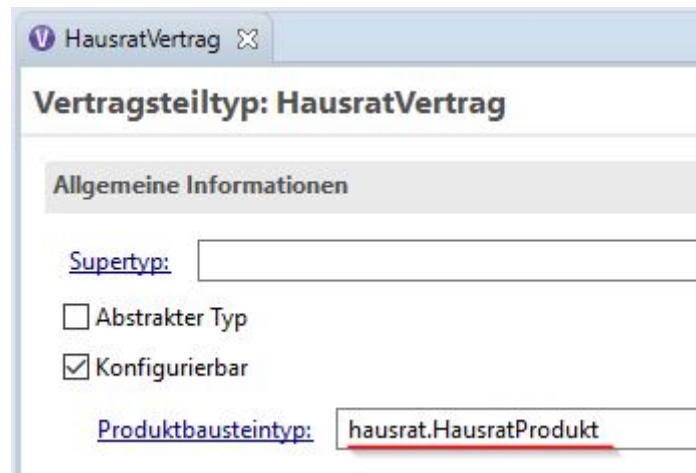 V HausratVertrag
Vertragsteiltyp: HausratVertrag
Allgemeine Informationen
Supertyp:
Abstrakter Typ
Konfigurierbar
Produktbausteintyp: hausrat.HausratProdukt